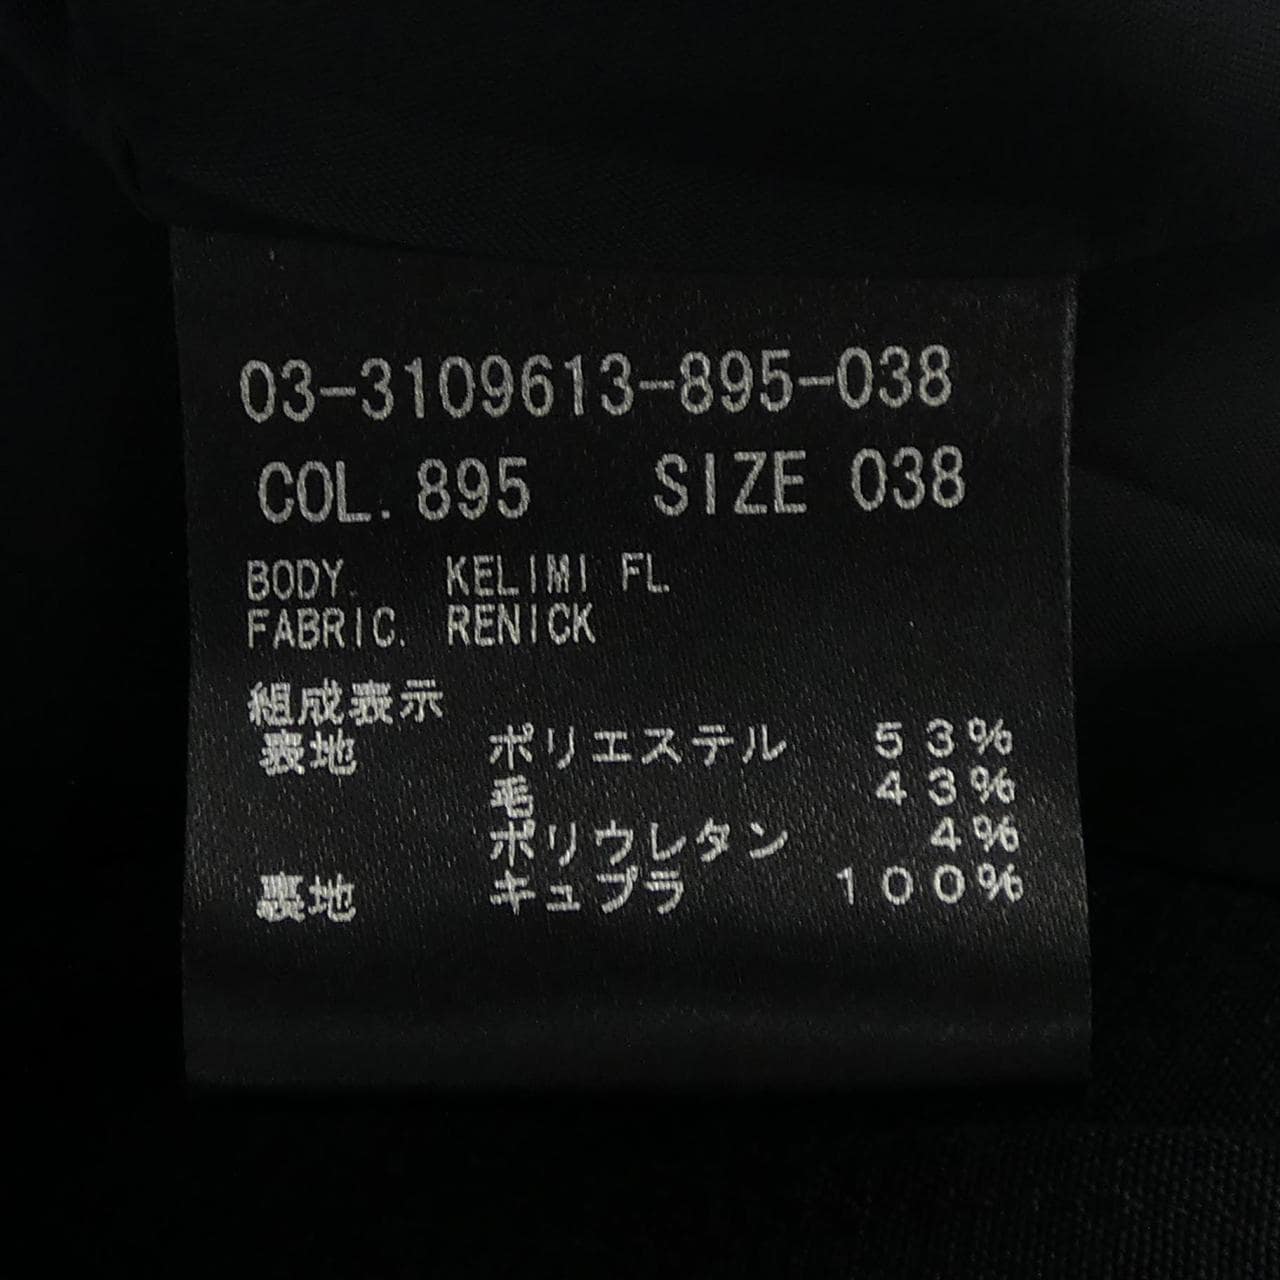 03-3109613-895-038
COL. 895 SIZE 038
BODY. KELIMI FL
FABRIC. RENICK
組成表示
表地 ポリエステル 53%
毛 43%
ポリウレタン 4%
裏地 キュプラ 100%